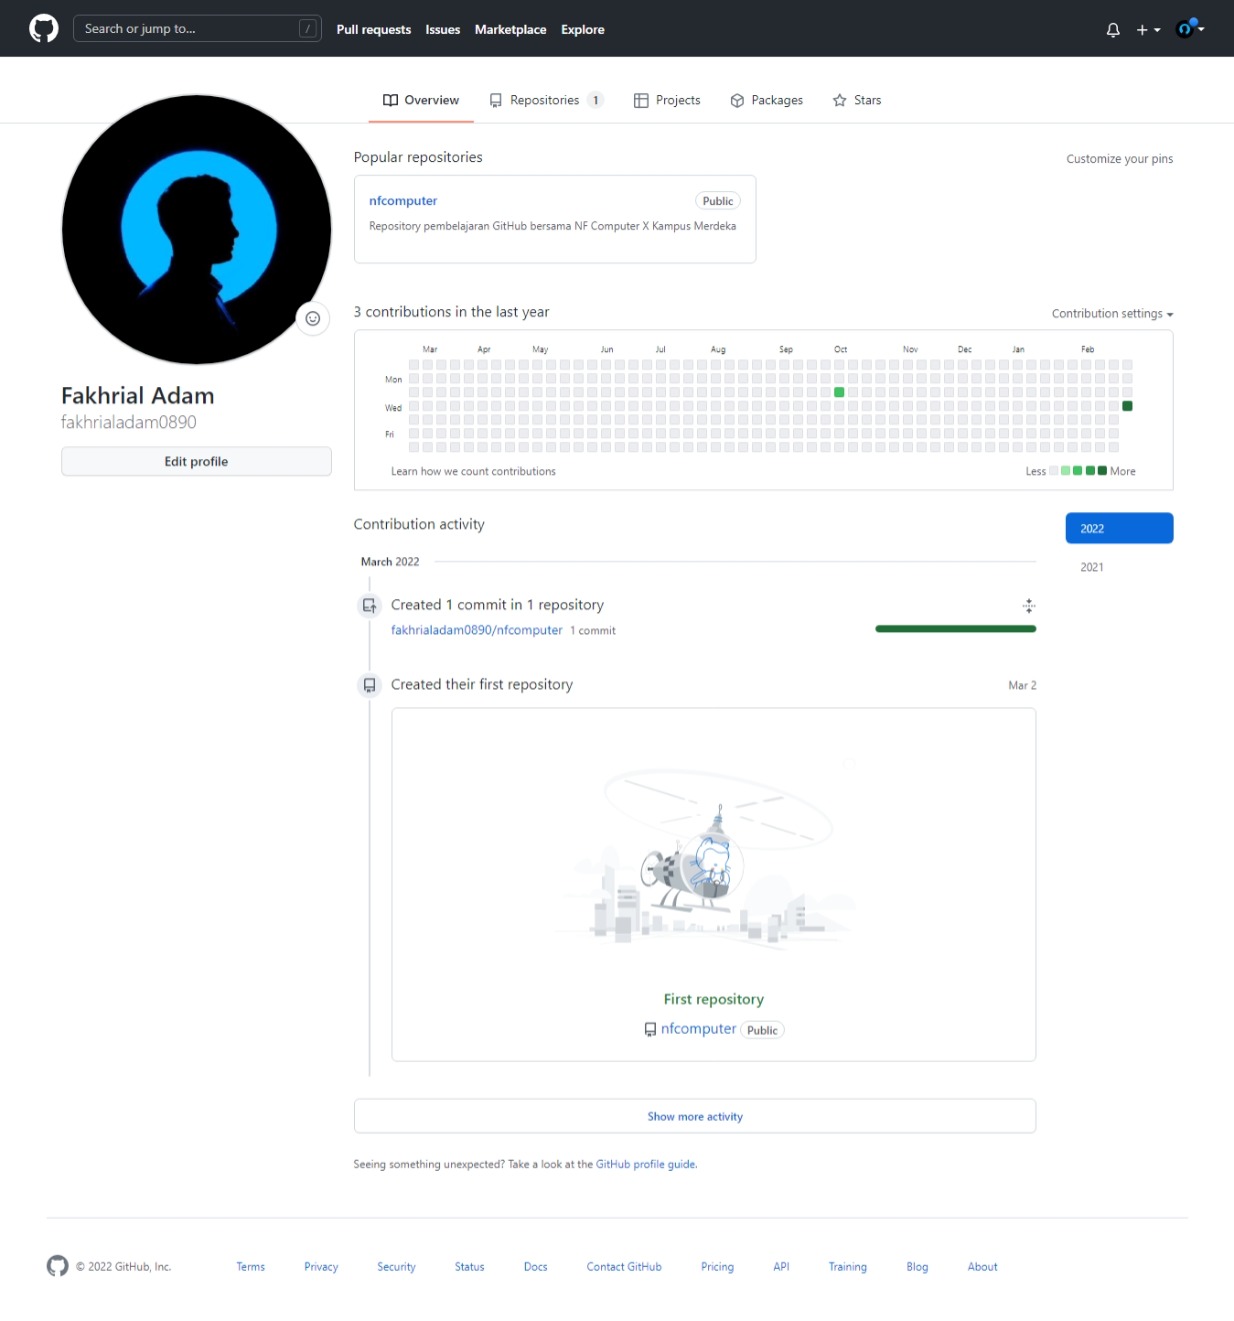 Search or jump to... / Pull requests Issues Marketplace Explore
Overview Repositories 1 Projects Packages Stars
Popular repositories Customize your pins
nfcomputer Public
Repository pembelajaran GitHub bersama NF Computer X Kampus Merdeka
3 contributions in the last year Contribution settings
Mar Apr May Jun Jul Aug Sep Oct Nov Dec Jan Feb
Mon
Wed
Fri
Learn how we count contributions Less More
Fakhrial Adam
fakhrialadam0890
Edit profile
Contribution activity
2022
2021
March 2022
Created 1 commit in 1 repository
fakhrialadam0890/nfcomputer 1 commit
Created their first repository Mar 2
First repository
nfcomputer Public
Show more activity
Seeing something unexpected? Take a look at the GitHub profile guide.
© 2022 GitHub, Inc. Terms Privacy Security Status Docs Contact GitHub Pricing API Training Blog About